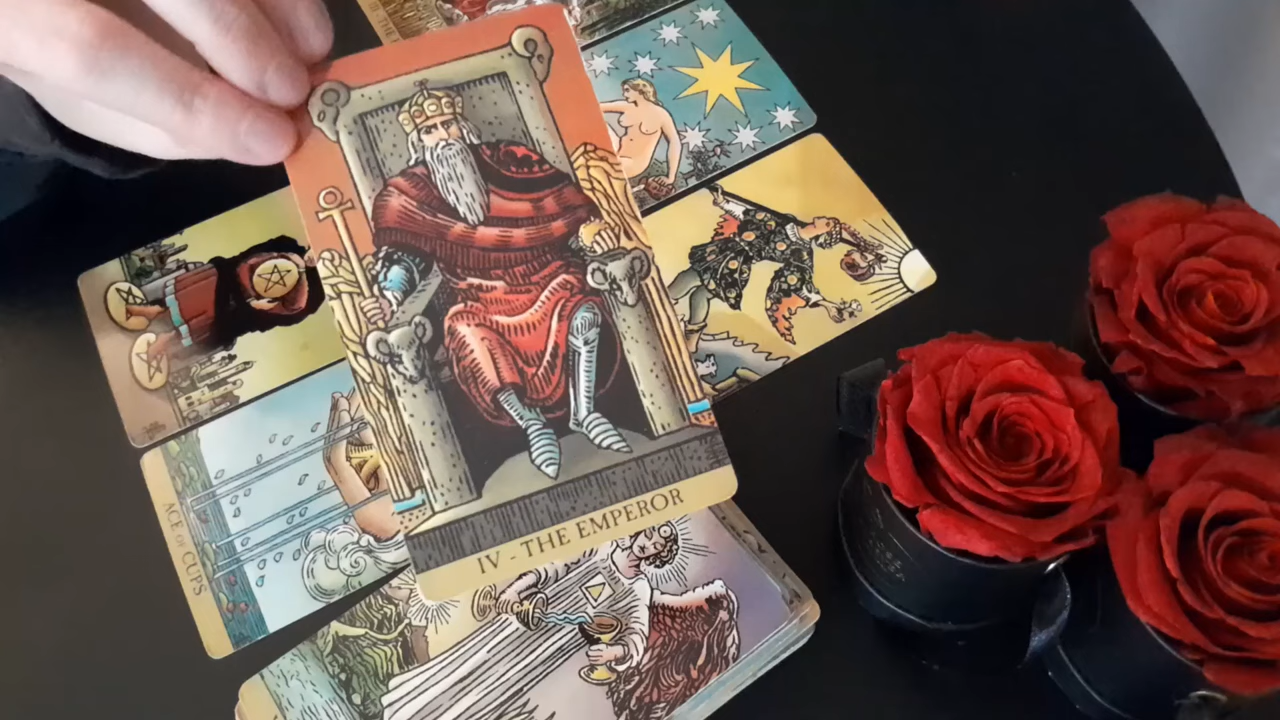 IV - THE EMPEROR
ACE OF CUPS